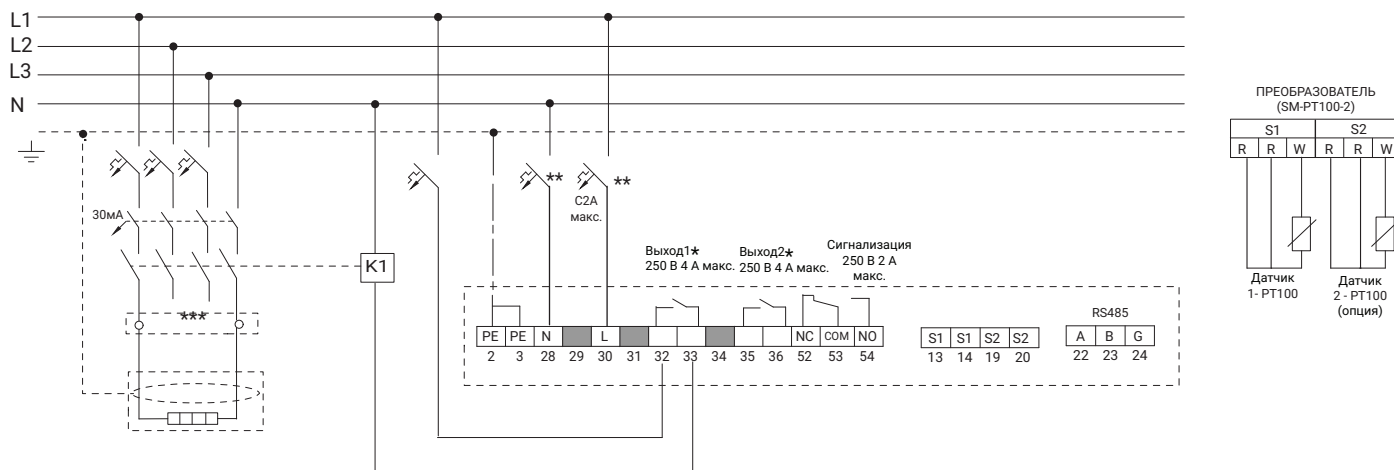 L1
L2
L3
N
30мА
K1
***
**
**
C2A
макс.
Выход1*
250 В 4 А макс.
Выход2*
250 В 4 А макс.
Сигнализация
250 В 2 А
макс.
PE PE N L NC COM NO
2 3 28 29 30 31 32 33 34 35 36 52 53 54
S1 S1 S2 S2
13 14 19 20
RS485
A B G
22 23 24
ПРЕОБРАЗОВАТЕЛЬ
(SM-PT100-2)
S1 S2
R R W R R W
Датчик
1- PT100
Датчик
2 - PT100
(опция)